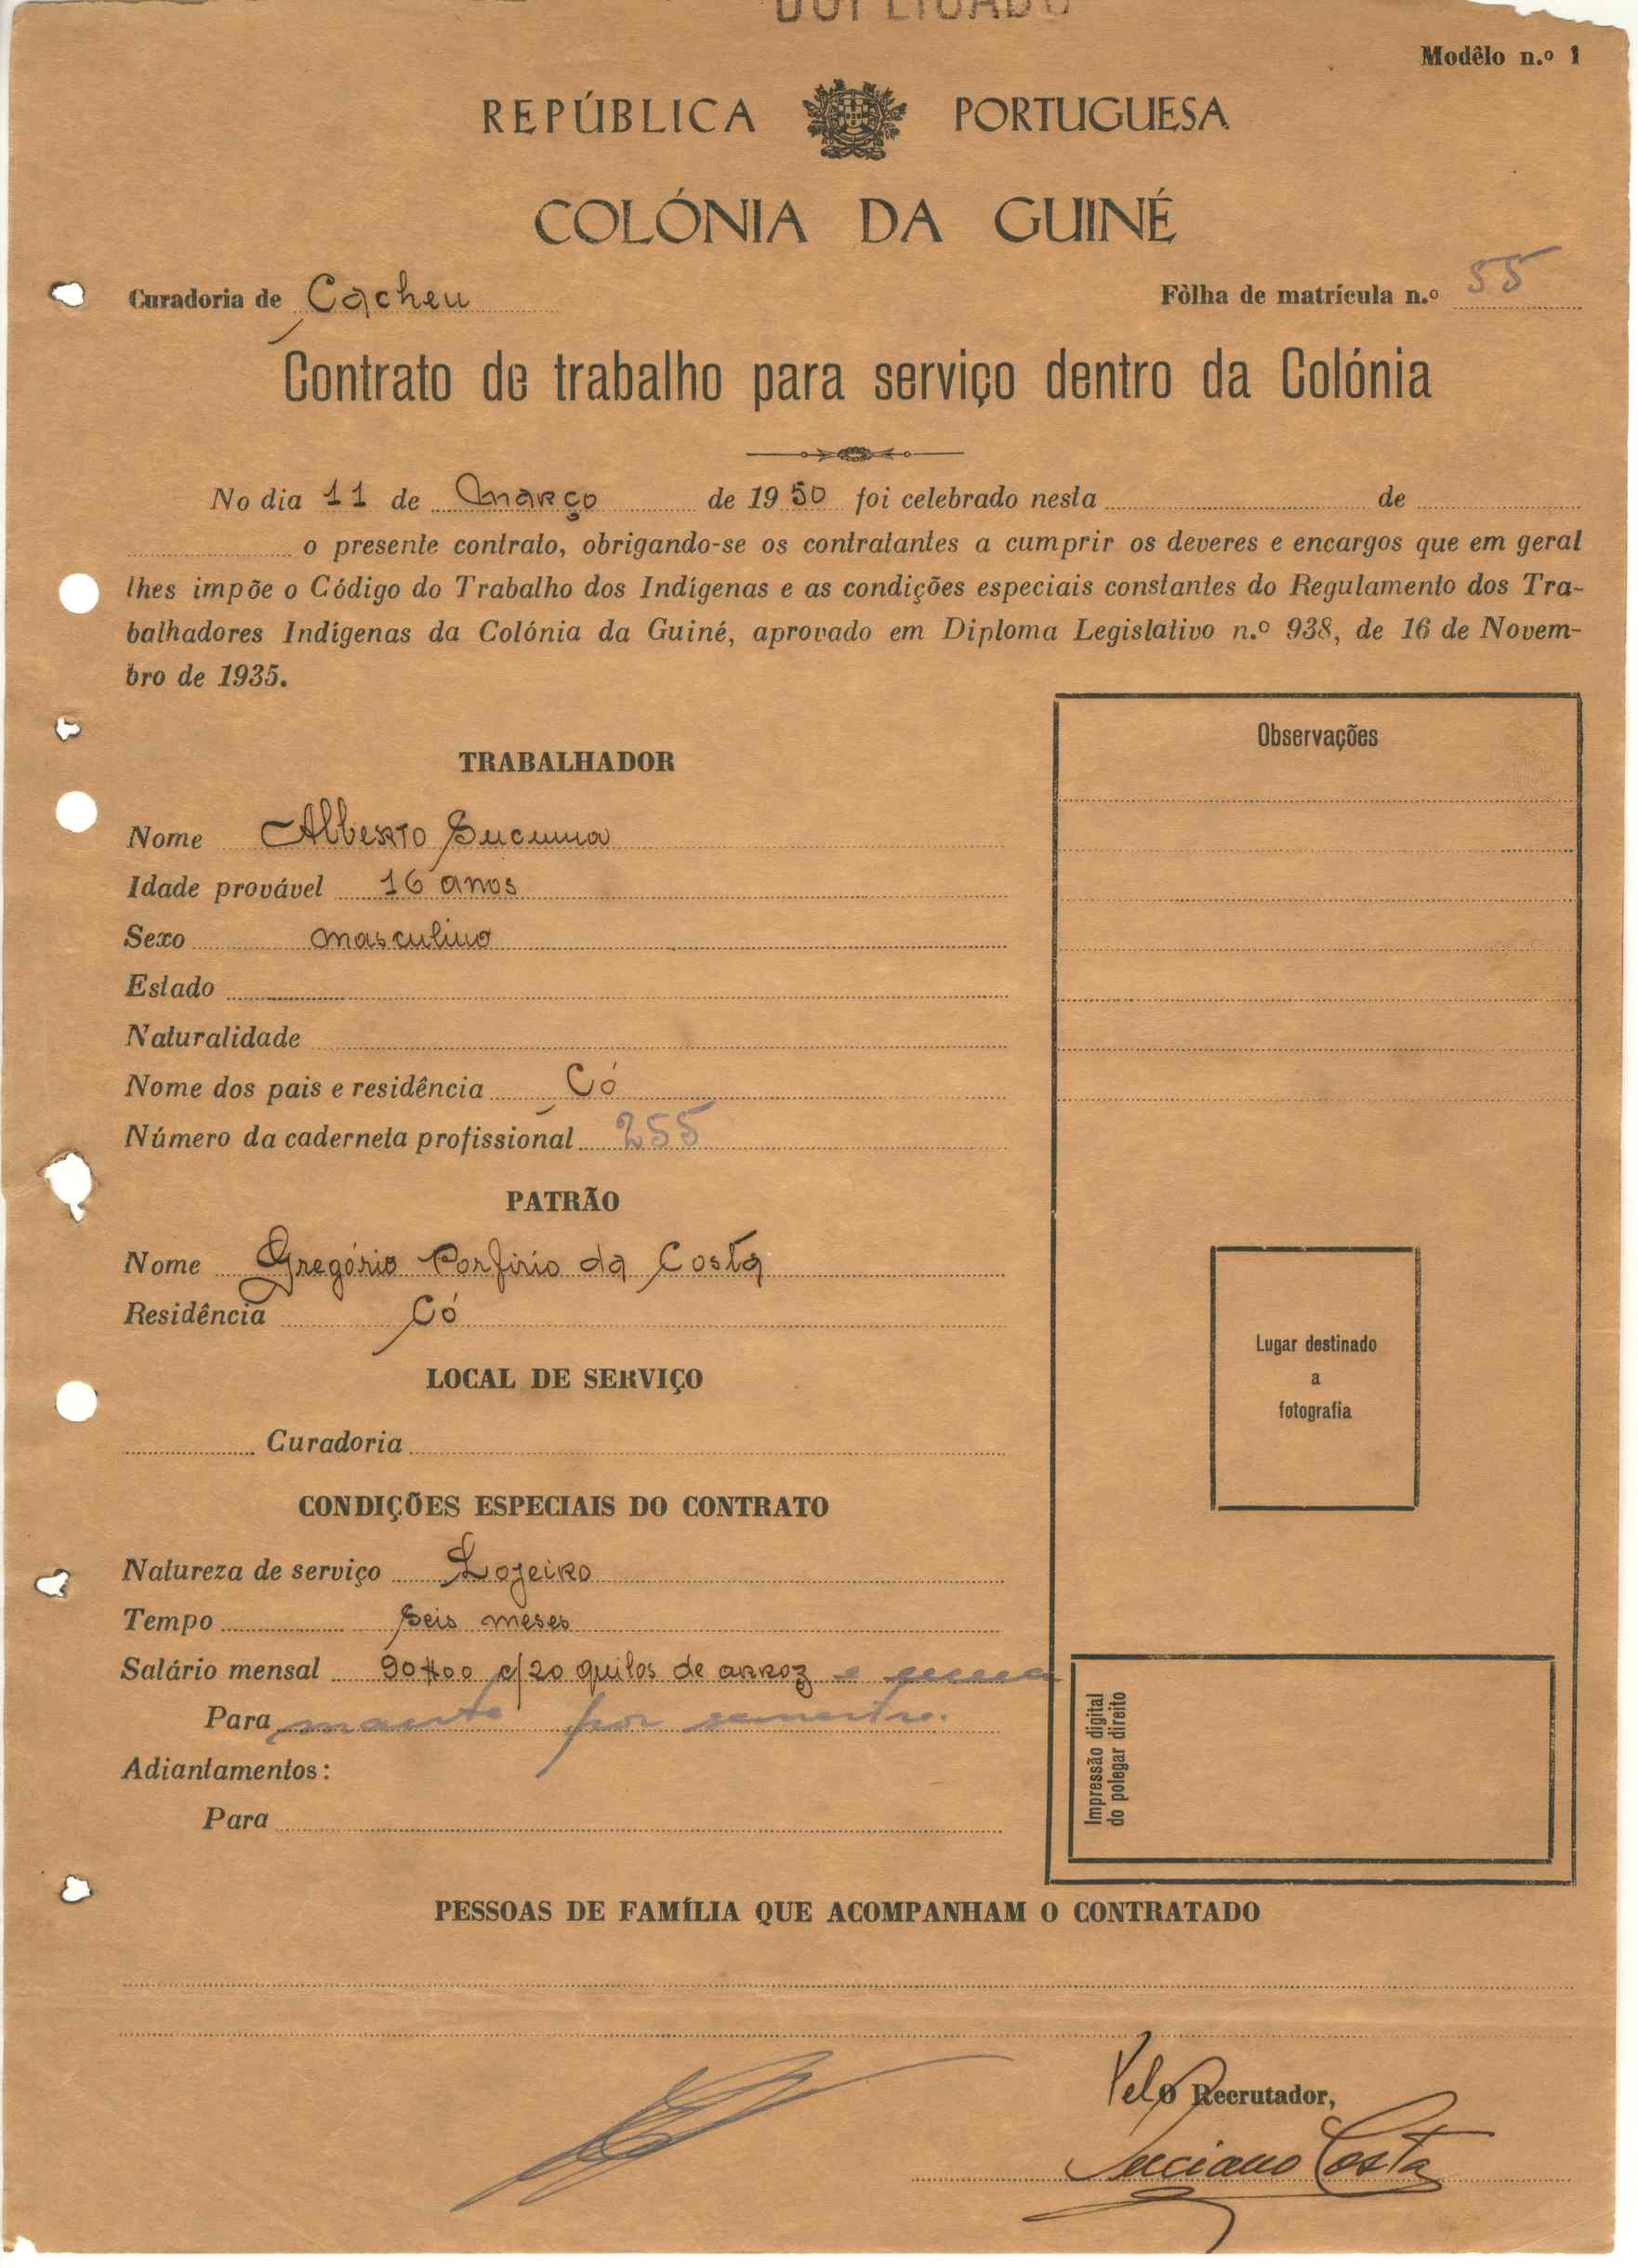 DUPLICADO
Modêlo n.º 1
REPÚBLICA PORTUGUESA
COLÓNIA DA GUINÉ
Curadoria de Cacheu Fôlha de matrícula n.º 55
Contrato de trabalho para serviço dentro da Colónia
No dia 11 de Março de 1950 foi celebrado nesta de
o presente contrato, obrigando-se os contratantes a cumprir os deveres e encargos que em geral
lhes impõe o Código do Trabalho dos Indígenas e as condições especiais constantes do Regulamento dos Tra-
balhadores Indígenas da Colónia da Guiné, aprovado em Diploma Legislativo n.º 938, de 16 de Novem-
bro de 1935.
TRABALHADOR
Nome Alberto Sucuma
Idade provável 16 anos
Sexo masculino
Estado
Naturalidade
Nome dos pais e residência Có
Número da caderneta profissional 255
PATRÃO
Nome Gregório Porfirio da Costa
Residência Có
LOCAL DE SERVIÇO
Curadoria
CONDIÇÕES ESPECIAIS DO CONTRATO
Natureza de serviço Lojeiro
Tempo Seis meses
Salário mensal 90$00 c/20 quilos de arroz e
Para por semestre.
Adiantamentos:
Para
Observações
Lugar destinado
a
fotografia
Impressão digital
do polegar direito
PESSOAS DE FAMÍLIA QUE ACOMPANHAM O CONTRATADO
Pelo Recrutador,
Luciano Costa